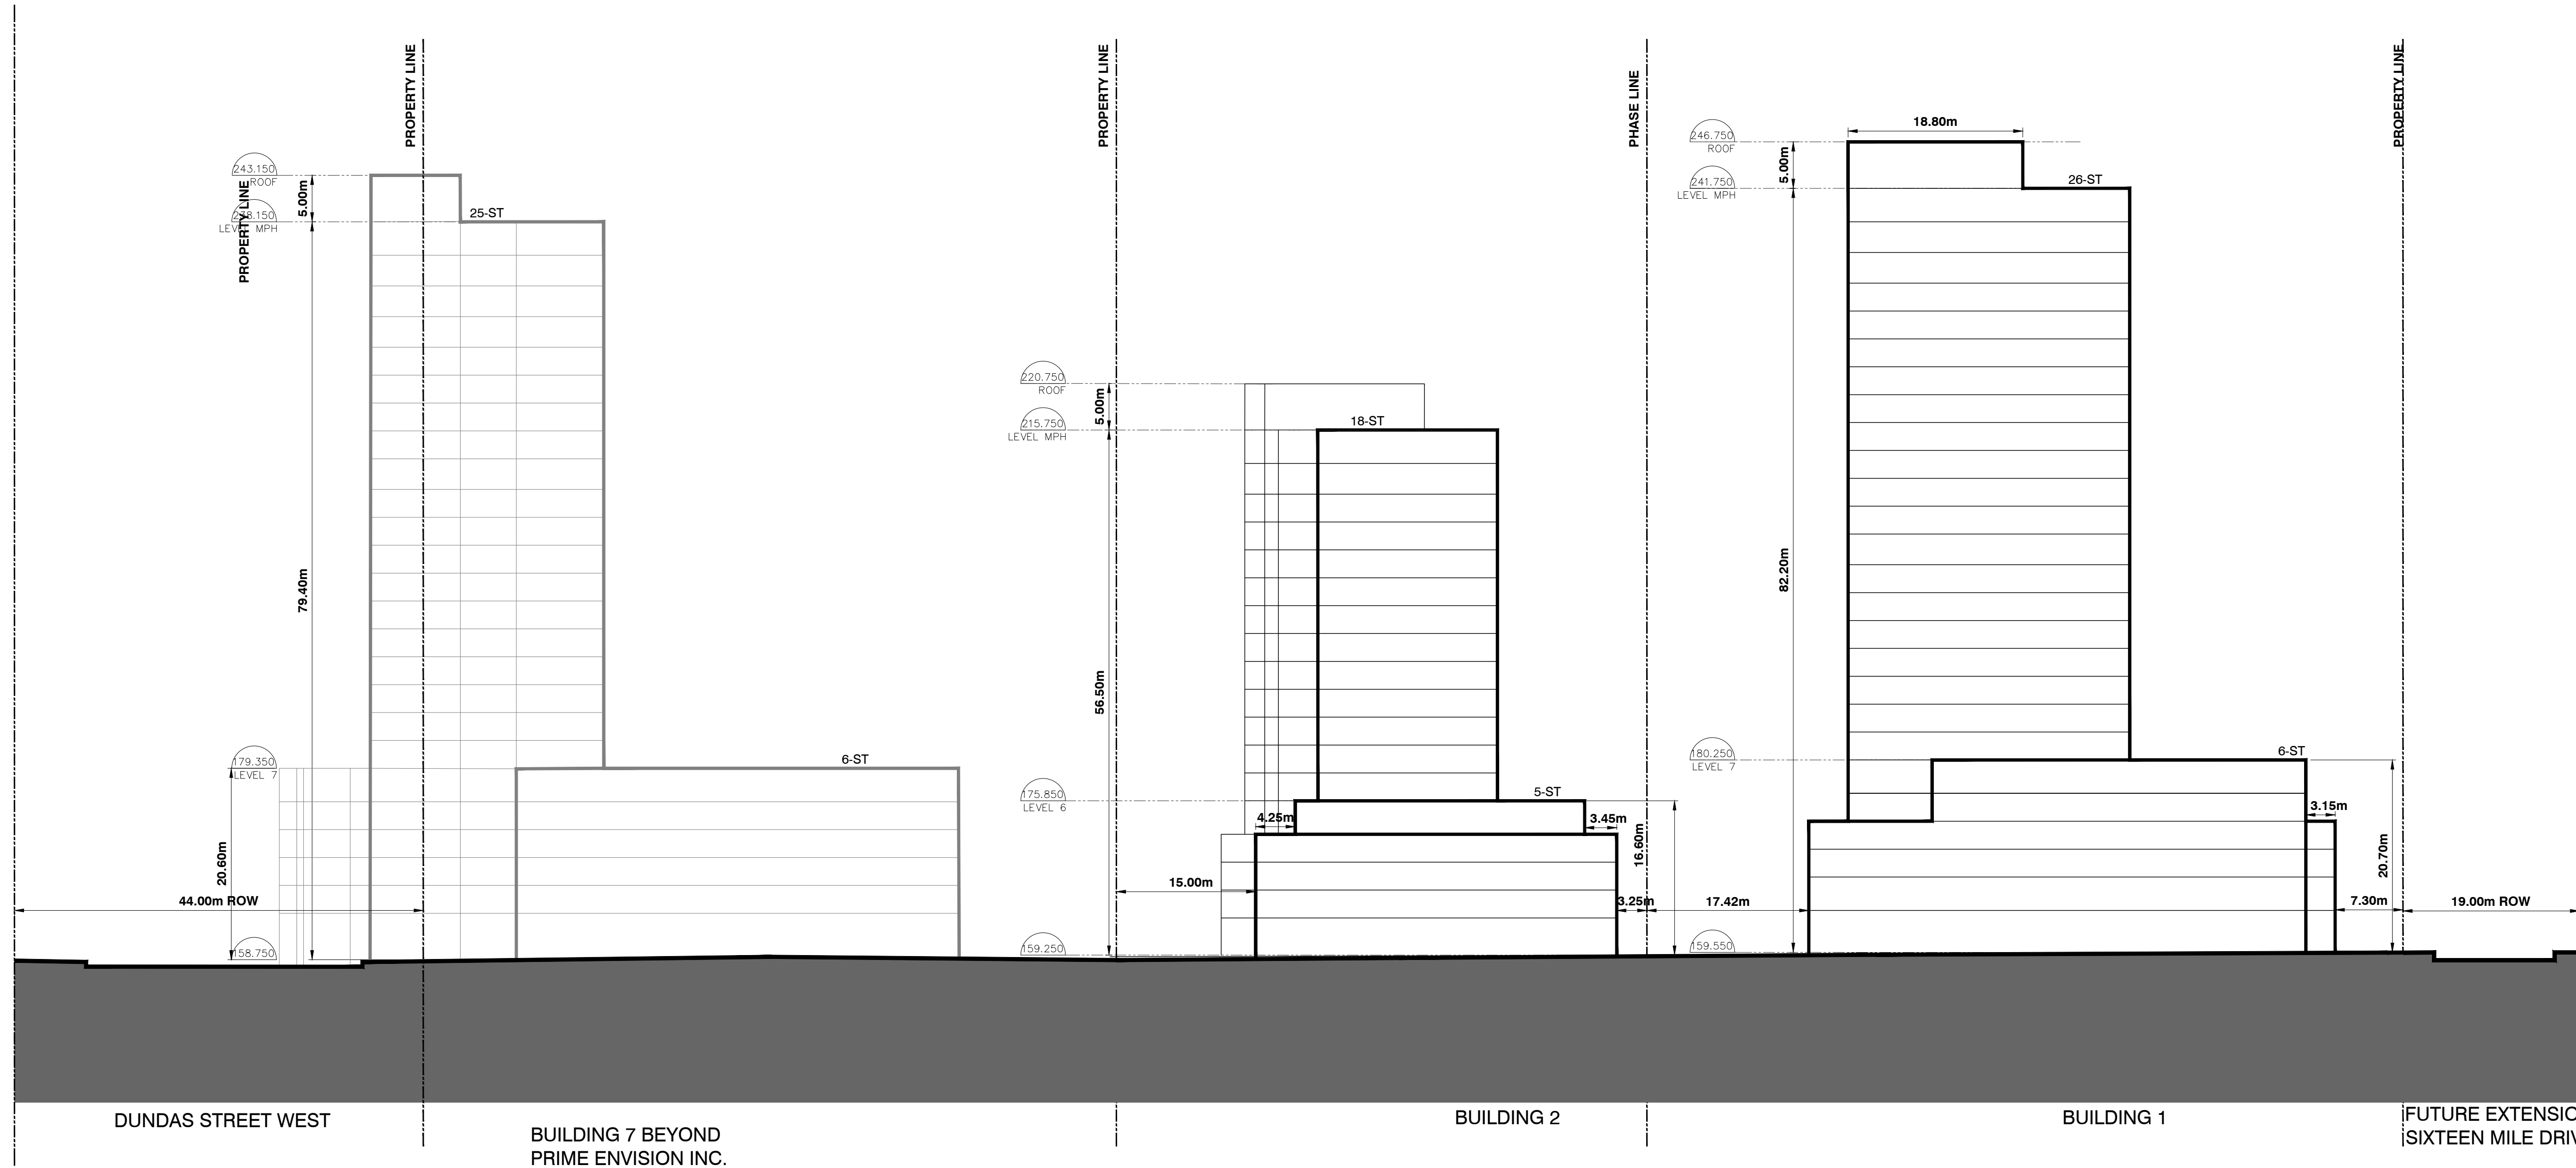 PROPERTY LINE
PROPERTY LINE
PHASE LINE
PROPERTY LINE
18.80m
246.750
ROOF
5.00m
241.750
LEVEL MPH
26-ST
243.150
ROOF
PROPERTY LINE
5.00m
238.150
LEVEL MPH
25-ST
220.750
ROOF
5.00m
215.750
LEVEL MPH
18-ST
79.40m
82.20m
56.50m
179.350
LEVEL 7
6-ST
180.250
LEVEL 7
6-ST
175.850
LEVEL 6
5-ST
4.25m
3.45m
3.15m
20.60m
16.60m
20.70m
15.00m
44.00m ROW
3.25m
17.42m
7.30m
19.00m ROW
158.750
159.250
159.550
DUNDAS STREET WEST
BUILDING 7 BEYOND
PRIME ENVISION INC.
BUILDING 2
BUILDING 1
FUTURE EXTENSIO
SIXTEEN MILE DRIV